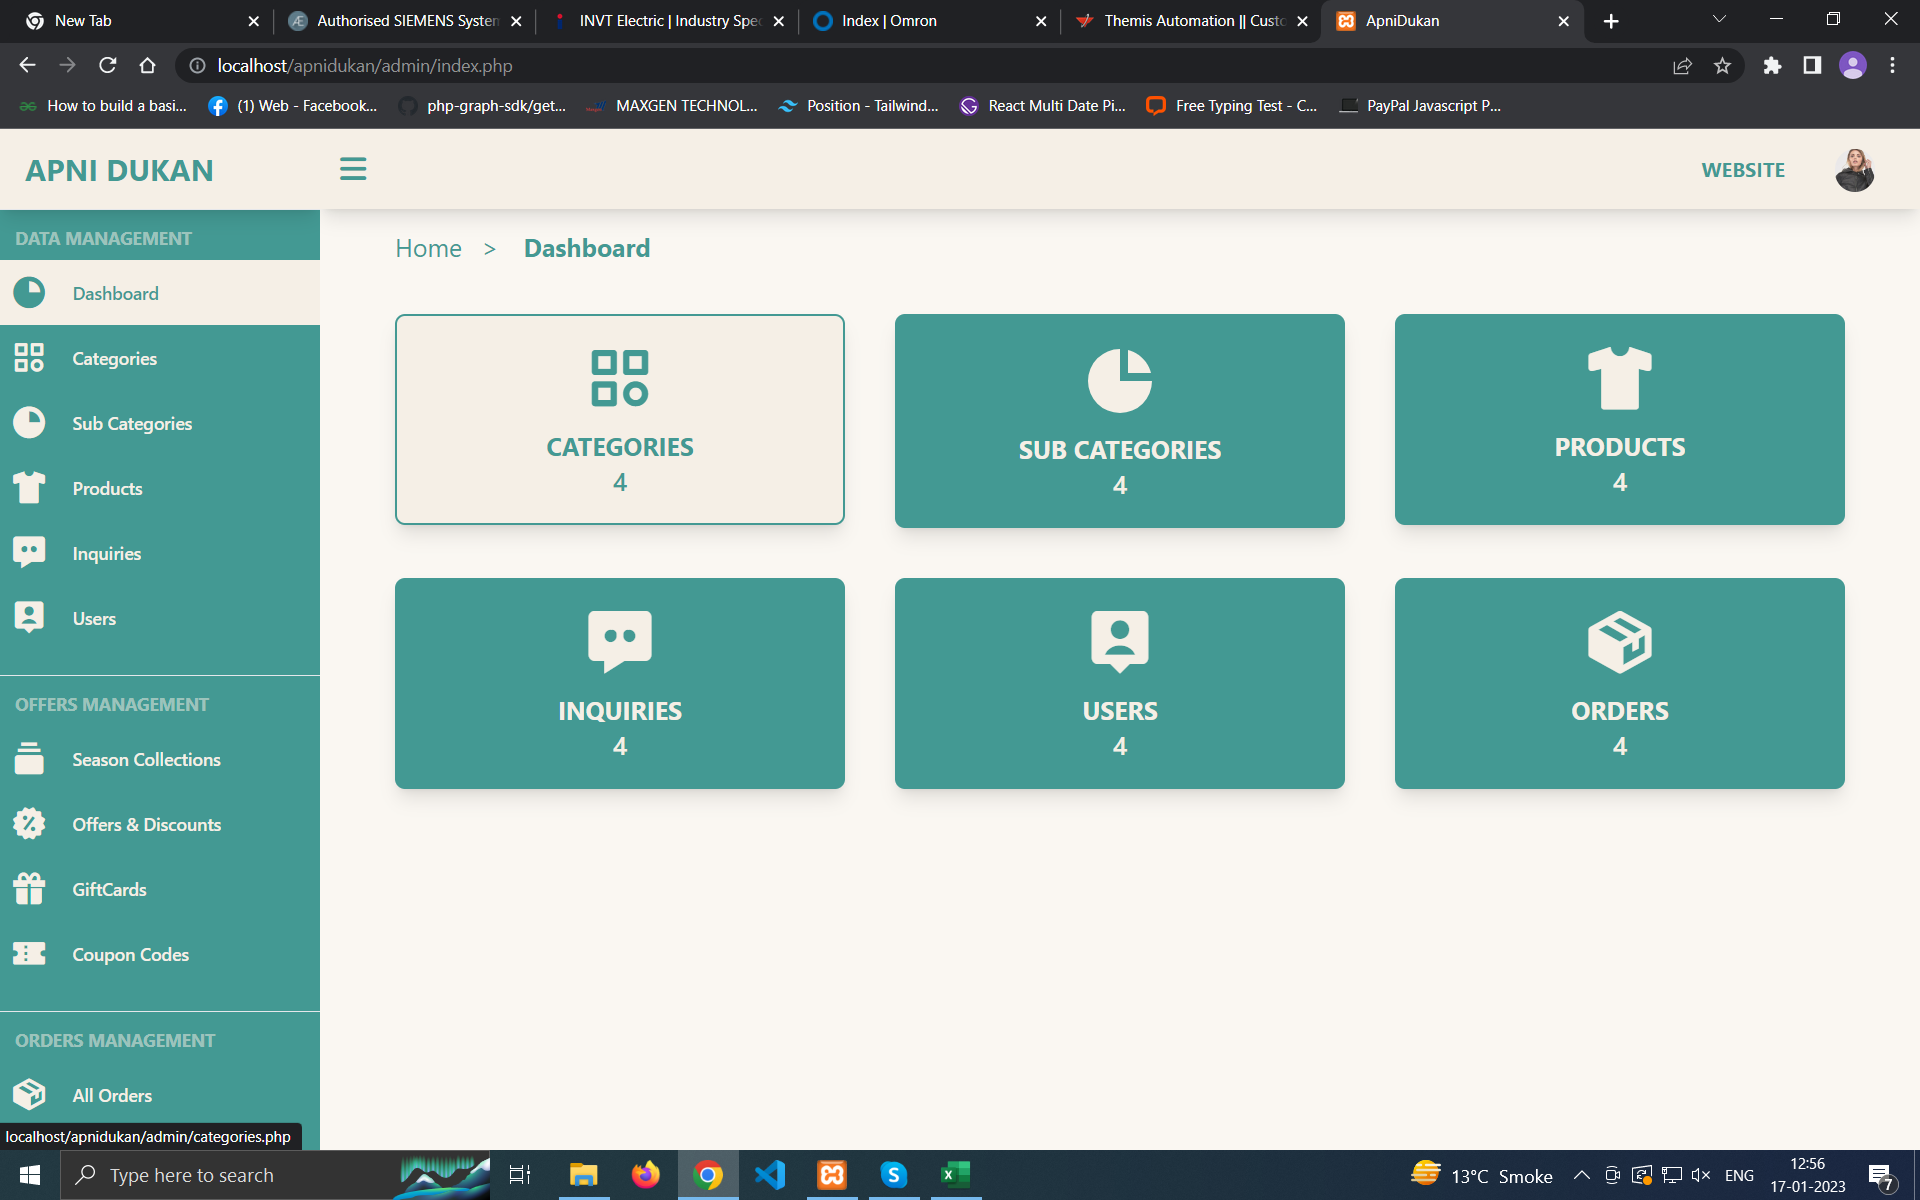 New Tab
Authorised SIEMENS System
INVT Electric | Industry Spec
Index | Omron
Themis Automation || Custo
ApniDukan
localhost/apnidukan/admin/index.php
How to build a basi...
(1) Web - Facebook...
php-graph-sdk/get...
MAXGEN TECHNOL...
Position - Tailwind...
React Multi Date Pi...
Free Typing Test - C...
PayPal Javascript P...
APNI DUKAN
WEBSITE
DATA MANAGEMENT
Dashboard
Categories
Sub Categories
Products
Inquiries
Users
OFFERS MANAGEMENT
Season Collections
Offers & Discounts
GiftCards
Coupon Codes
ORDERS MANAGEMENT
All Orders
Home > Dashboard
CATEGORIES
4
SUB CATEGORIES
4
PRODUCTS
4
INQUIRIES
4
USERS
4
ORDERS
4
localhost/apnidukan/admin/categories.php
Type here to search
13°C Smoke
ENG
12:56
17-01-2023
7